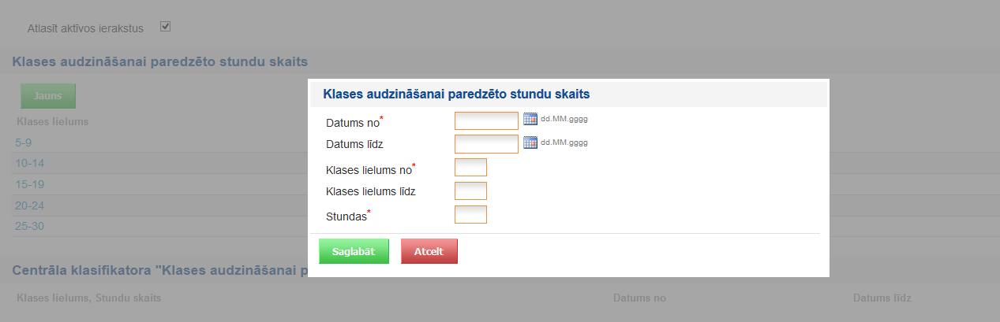 Atlasīt aktīvos ierakstus
Klases audzināšanai paredzēto stundu skaits
Jauns
Klases lielums
5-9
10-14
15-19
20-24
25-30
Klases audzināšanai paredzēto stundu skaits
Datums no* dd.MM.gggg
Datums līdz dd.MM.gggg
Klases lielums no*
Klases lielums līdz
Stundas*
Saglabāt Atcelt
Centrāla klasifikatora "Klases audzināšanai p
Klases lielums, Stundu skaits Datums no Datums līdz